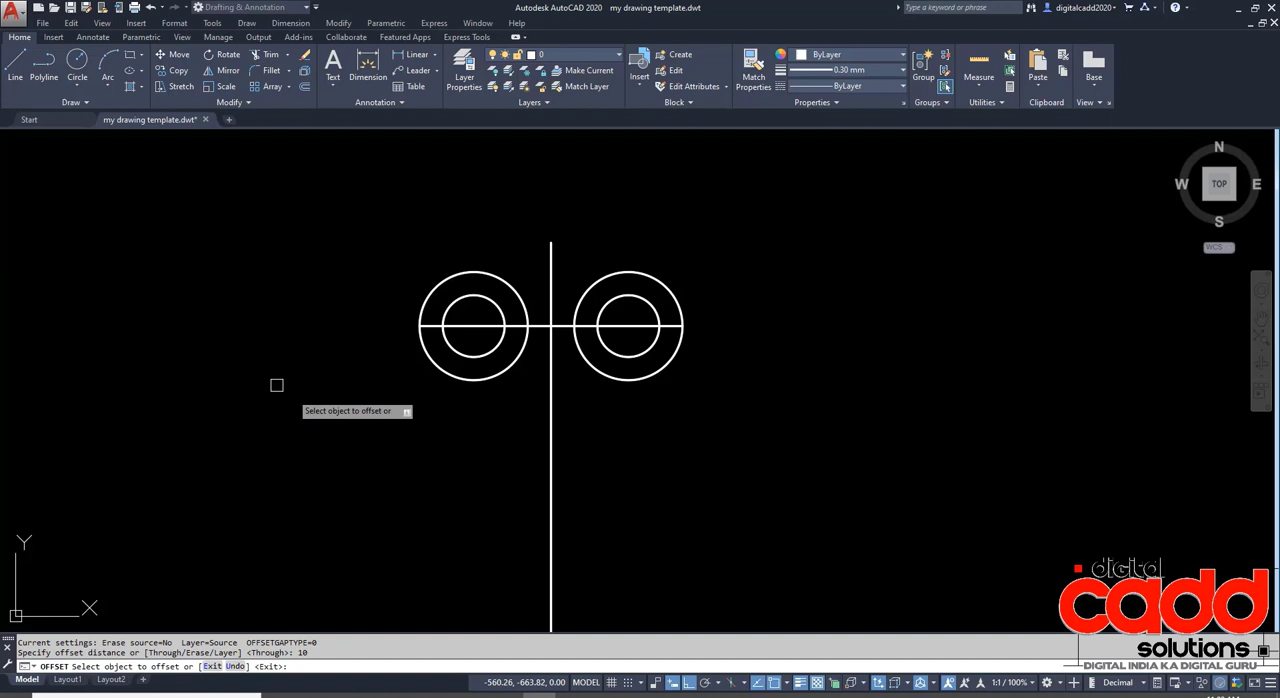 Autodesk AutoCAD 2020 my drawing template.dwt
Drafting & Annotation
Type a keyword or phrase
digitalcadd2020
File Edit View Insert Format Tools Draw Dimension Modify Parametric Express Window Help
Home Insert Annotate Parametric View Manage Output Add-ins Collaborate Featured Apps Express Tools
Line Polyline Circle Arc
Move Rotate Trim
Copy Mirror Fillet
Stretch Scale Array
Text Dimension
Linear
Leader
Table
Layer Properties
0
Make Current
Match Layer
Insert
Create
Edit
Edit Attributes
Match Properties
ByLayer
0.30 mm
ByLayer
Group
Measure
Paste
Base
Draw Modify Annotation Layers Block Properties Groups Utilities Clipboard View
Start my drawing template.dwt*
N
W TOP E
S
WCS
Select object to offset or
Y
X
digital
cadd
solutions
DIGITAL INDIA KA DIGITAL GURU
Current settings: Erase source=No Layer=Source OFFSETGAPTYPE=0
Specify offset distance or [Through/Erase/Layer] <Through>: 10
OFFSET Select object to offset or [Exit Undo] <Exit>:
Model Layout1 Layout2
-560.26, -663.82, 0.00 MODEL 1:1 / 100% Decimal